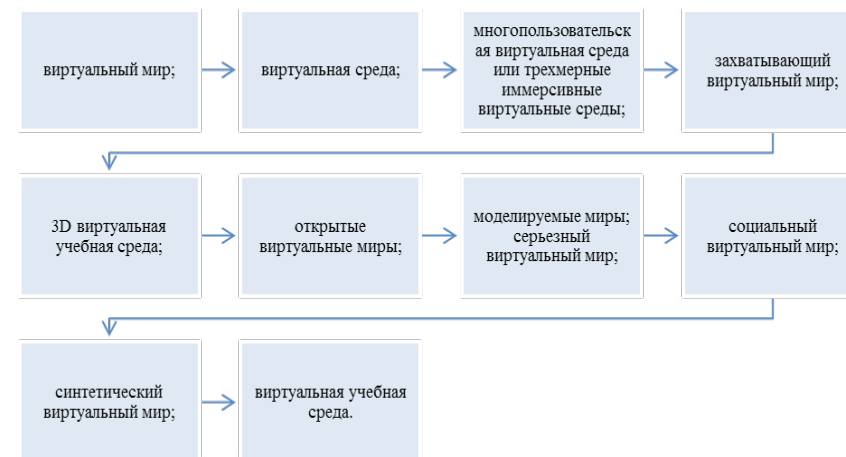 виртуальный мир;
виртуальная среда;
многопользовательск
ая виртуальная среда
или трехмерные
иммерсивные
виртуальные среды;
захватывающий
виртуальный мир;
3D виртуальная
учебная среда;
открытые
виртуальные миры;
моделируемые миры;
серьезный
виртуальный мир;
социальный
виртуальный мир;
синтетический
виртуальный мир;
виртуальная учебная
среда.